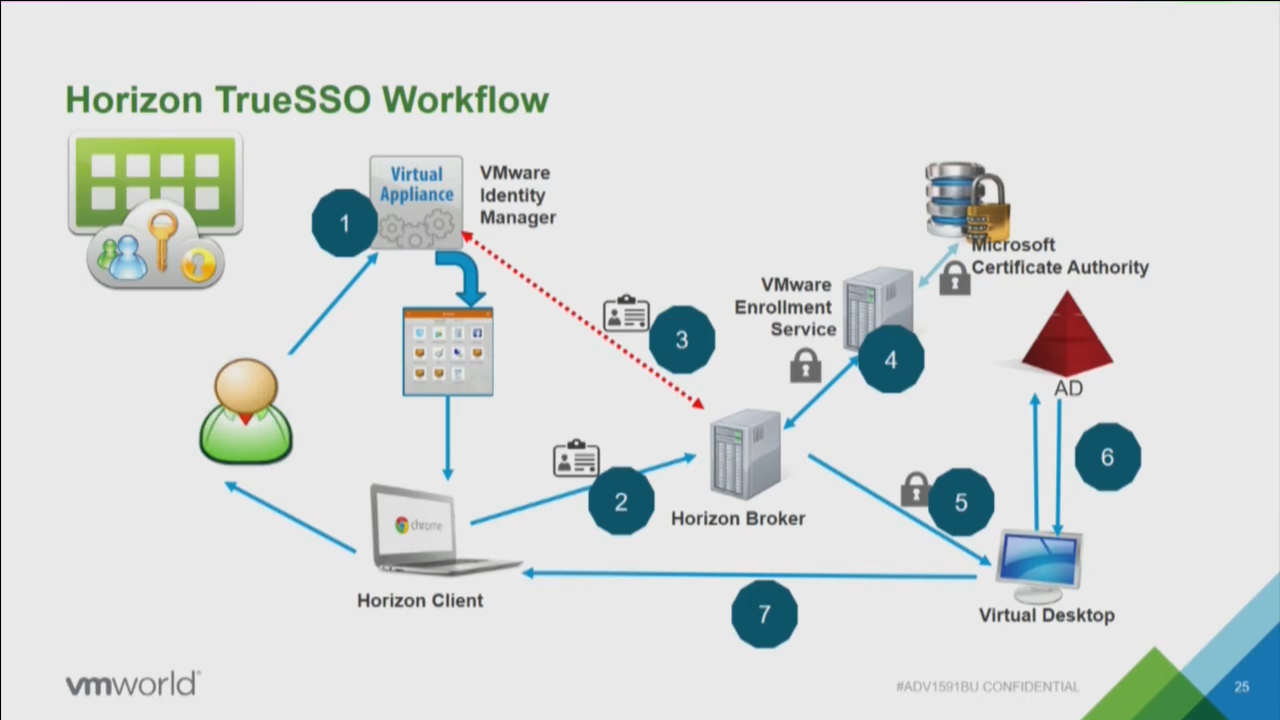 Horizon TrueSSO Workflow
Virtual
Appliance
VMware
Identity
Manager
1
Microsoft
Certificate Authority
VMware
Enrollment
Service
3
4
AD
chrome
2
Horizon Broker
5
6
Horizon Client
7
Virtual Desktop
vmworld®
#ADV1591BU CONFIDENTIAL
25